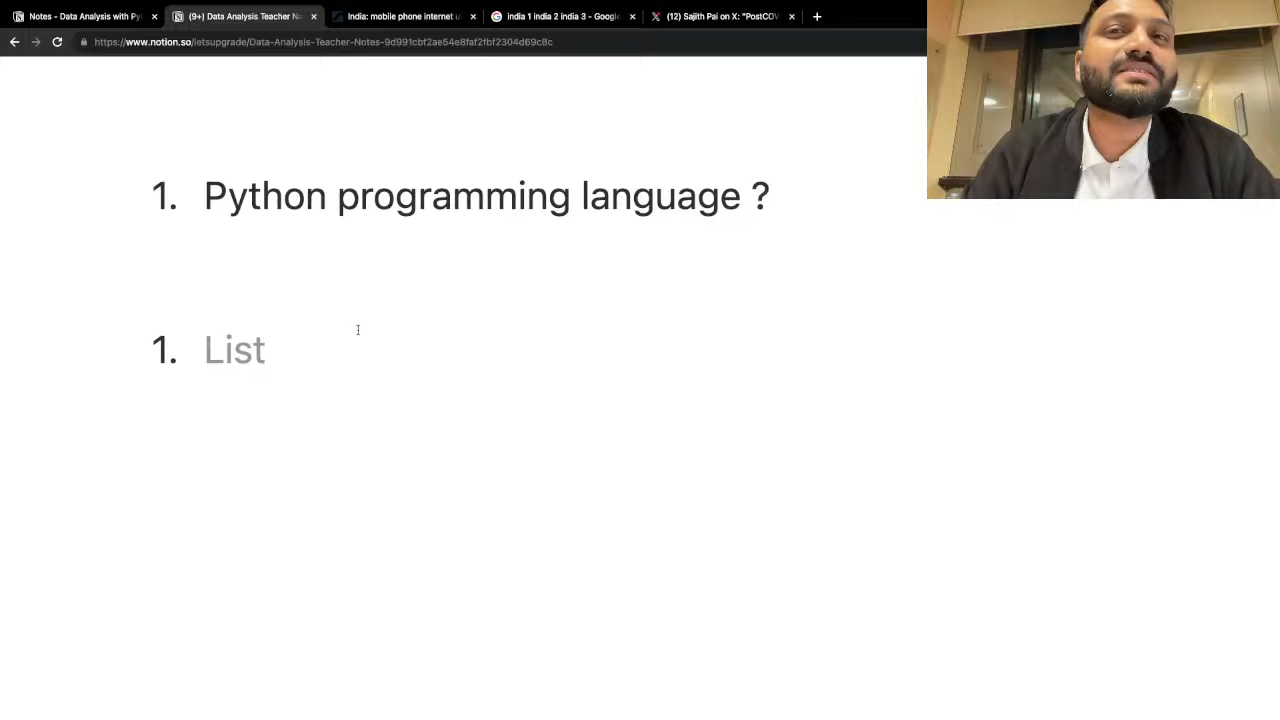 Notes - Data Analysis with Py
(9+) Data Analysis Teacher N
India: mobile phone internet u
india 1 india 2 india 3 - Google
(12) Sajith Pai on X: "PostCOV
https://www.notion.so/letsupgrade/Data-Analysis-Teacher-Notes-9d991cbf2ae54e8faf2fbf2304d69c8c
1. Python programming language ?
1. List